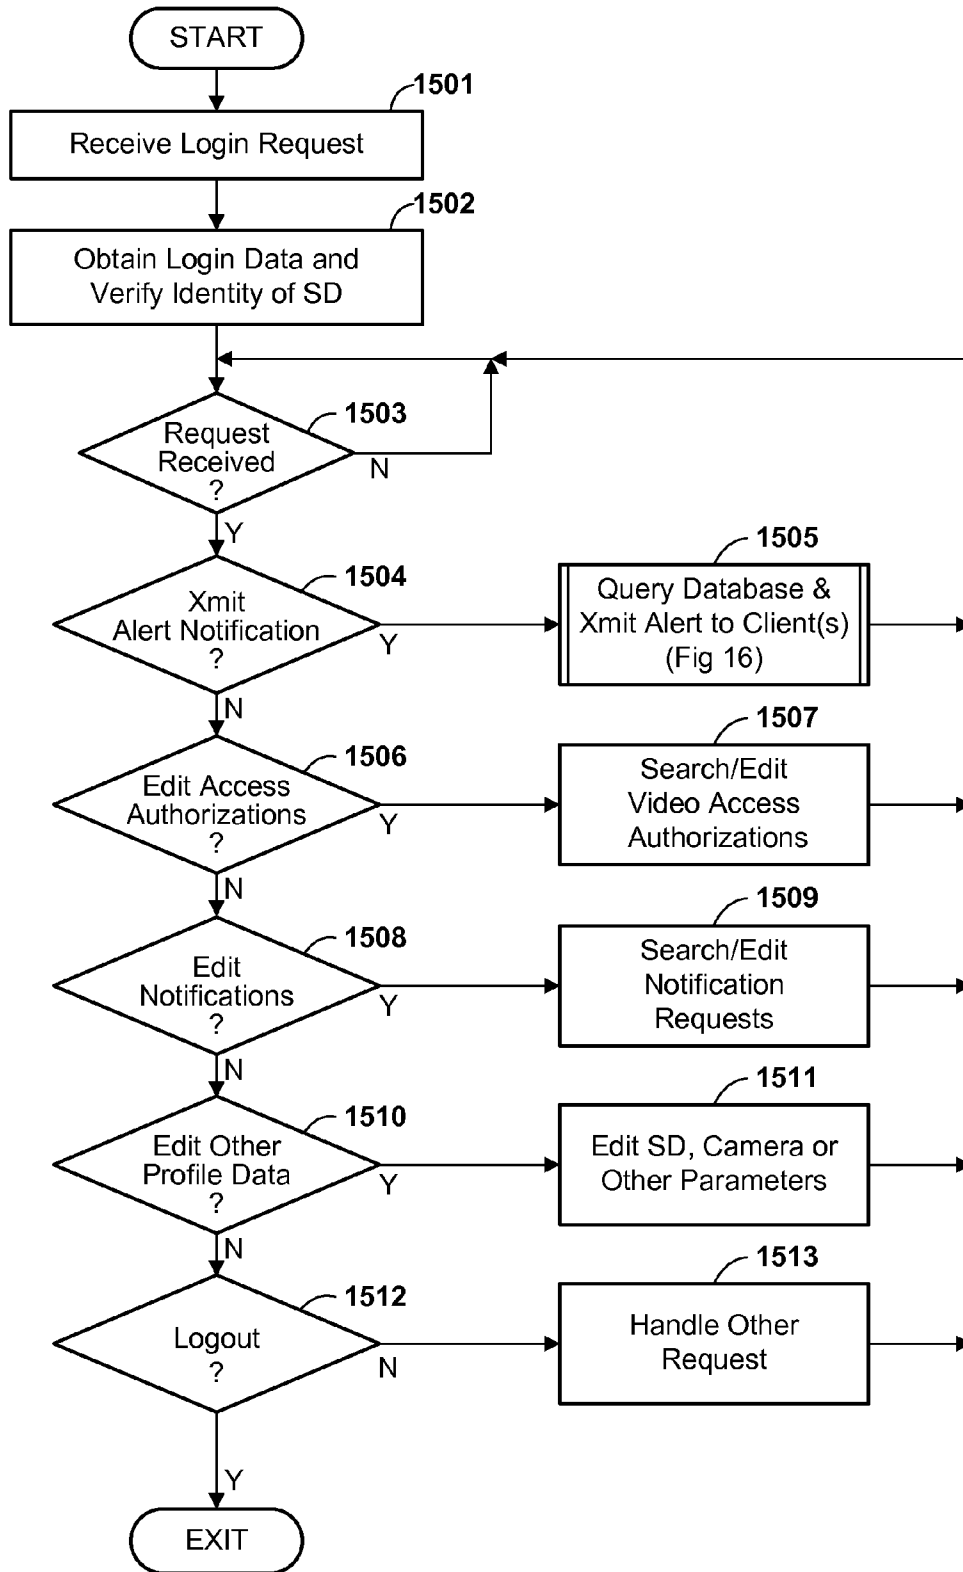 START
1501
Receive Login Request
1502
Obtain Login Data and
Verify Identity of SD
1503
Request
Received
?
N
Y
1504
Xmit
Alert Notification
?
Y
N
1505
Query Database &
Xmit Alert to Client(s)
(Fig 16)
1506
Edit Access
Authorizations
?
Y
N
1507
Search/Edit
Video Access
Authorizations
1508
Edit
Notifications
?
Y
N
1509
Search/Edit
Notification
Requests
1510
Edit Other
Profile Data
?
Y
N
1511
Edit SD, Camera or
Other Parameters
1512
Logout
?
N
Y
1513
Handle Other
Request
EXIT